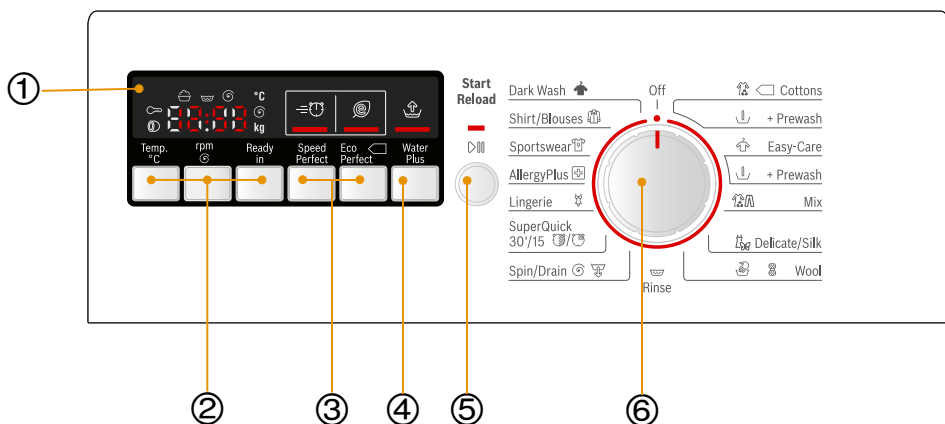 ①
°C
kg
Temp.
°C
rpm
Ready
in
Speed
Perfect
Eco
Perfect
Water
Plus
Start
Reload
Dark Wash
Shirt/Blouses
Sportswear
AllergyPlus
Lingerie
SuperQuick
30'/15 /
Spin/Drain
Off
Rinse
Cottons
+ Prewash
Easy-Care
+ Prewash
Mix
Delicate/Silk
Wool
② ③ ④ ⑤ ⑥